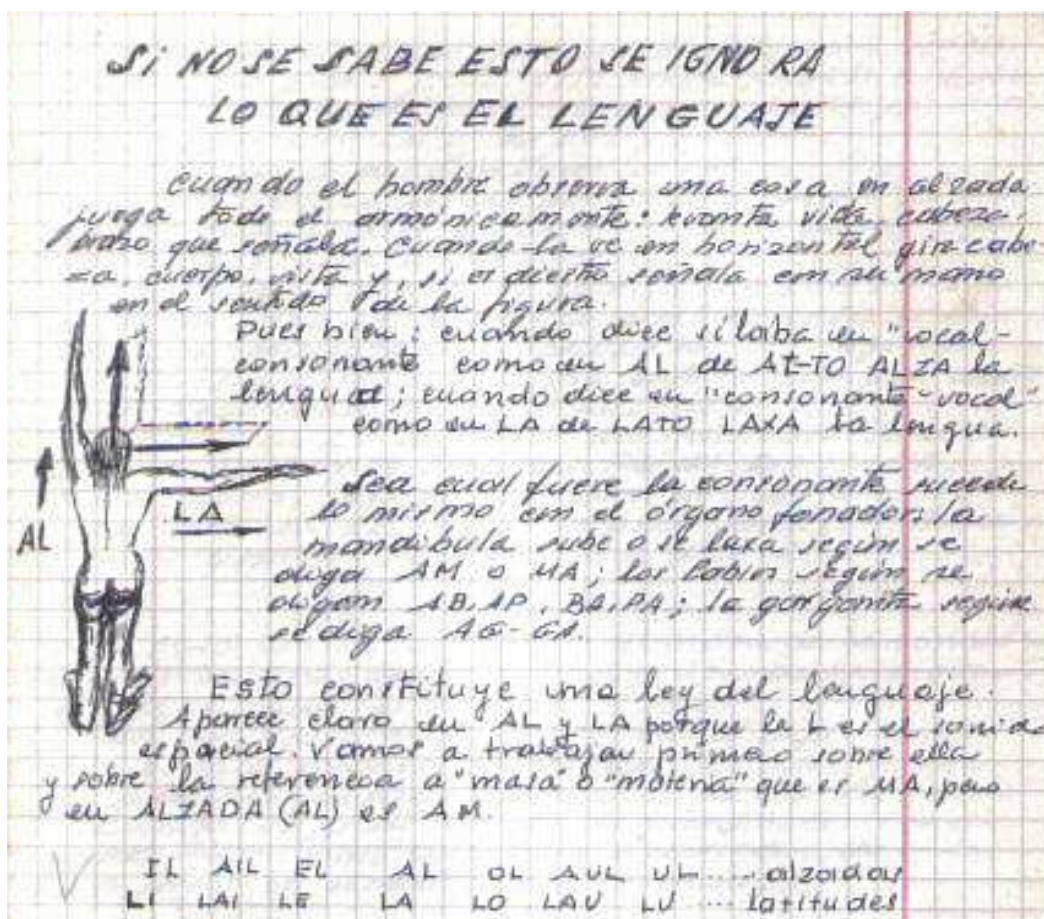 SI NO SE SABE ESTO SE IGNORA
LO QUE ES EL LENGUAJE
Cuando el hombre observa una cosa en alzada
juega todo el armónicamente: levanta vida, cabeza,
brazo que señala. Cuando la ve en horizontal gira cabe-
za, cuerpo, vista y, si es diestro señala con su mano
en el sentido de la figura.
Pues bien; cuando dice sílaba en "vocal-
consonante como en AL de AL-TO ALZA la
lengua; cuando dice en "consonante-vocal"
como en LA de LATO LAXA la lengua.
Sea cual fuere la consonante sucede
lo mismo con el órgano fonador: la
mandíbula sube o se laxa según se
diga AM o MA; los labios según se
digan AB, AP, BA, PA; la garganta según
se diga AG-GA.
AL
LA
Esto constituye una ley del lenguaje.
Aparece claro en AL y LA porque la L es el sonido
espacial. Vamos a trabajar primero sobre ella
y sobre la referencia a "masa" o "materia" que es MA, pero
en ALZADA (AL) es AM.
IL AIL EL AL OL AUL UL .... alzadas
LI LAI LE LA LO LAU LU ... latitudes